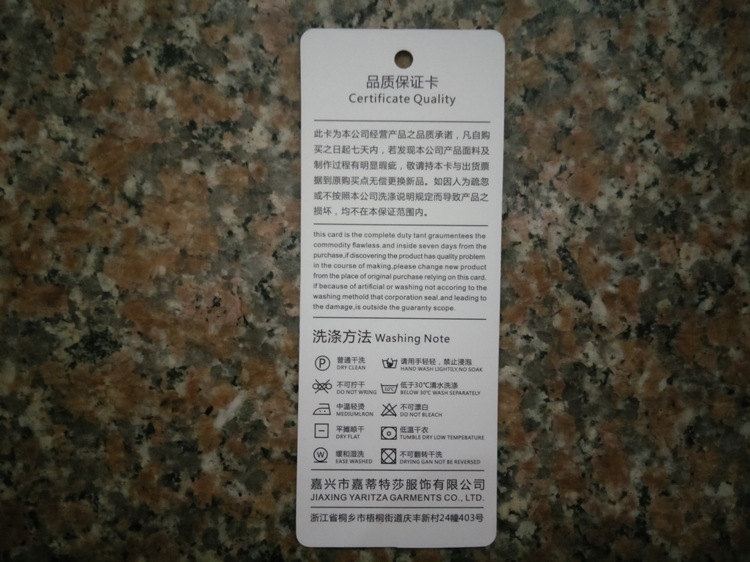 品质保证卡
Certificate Quality
此卡为本公司经营产品之品质承诺，凡自购
买之日起七天内，若发现本公司产品面料及
制作过程有明显瑕疵，敬请持本卡与出货票
据到原购买点无偿更换新品。如因人为疏忽
或不按照本公司洗涤说明规定而导致产品之
损坏，均不在本保证范围内。
this card is the complete duty tant graumentees the
commodity flawless.and inside seven days from the
purchase,if discovering the product has quality problem
in the course of making,please change new product
from the place of original purchase relying on this card.
if because of artificial or washing not accoring to the
washing methold that corporation seal.and leading to
the damage,is outside the guaranty scope.
洗涤方法 Washing Note
P 普通干洗 请用手轻轻，禁止浸泡
DRY CLEAN HAND WASH LIGHTLY,NO SOAK
不可拧干 低于30℃清水洗涤
DO NOT WRING BELOW 30℃ WASH SEPARATELY
中温轻烫 不可漂白
MEDIUMLRON DO NOT BLEACH
平摊晾干 低温干衣
DRY FLAT TUMBLE DRY LOW TEMPEBATURE
W 缓和湿洗 不可翻转干洗
EASE WASHED DRYING GAN NOT BE REVERSED
嘉兴市嘉蒂特莎服饰有限公司
JIAXING YARITZA GARMENTS CO., LTD.
浙江省桐乡市梧桐街道庆丰新村24幢403号